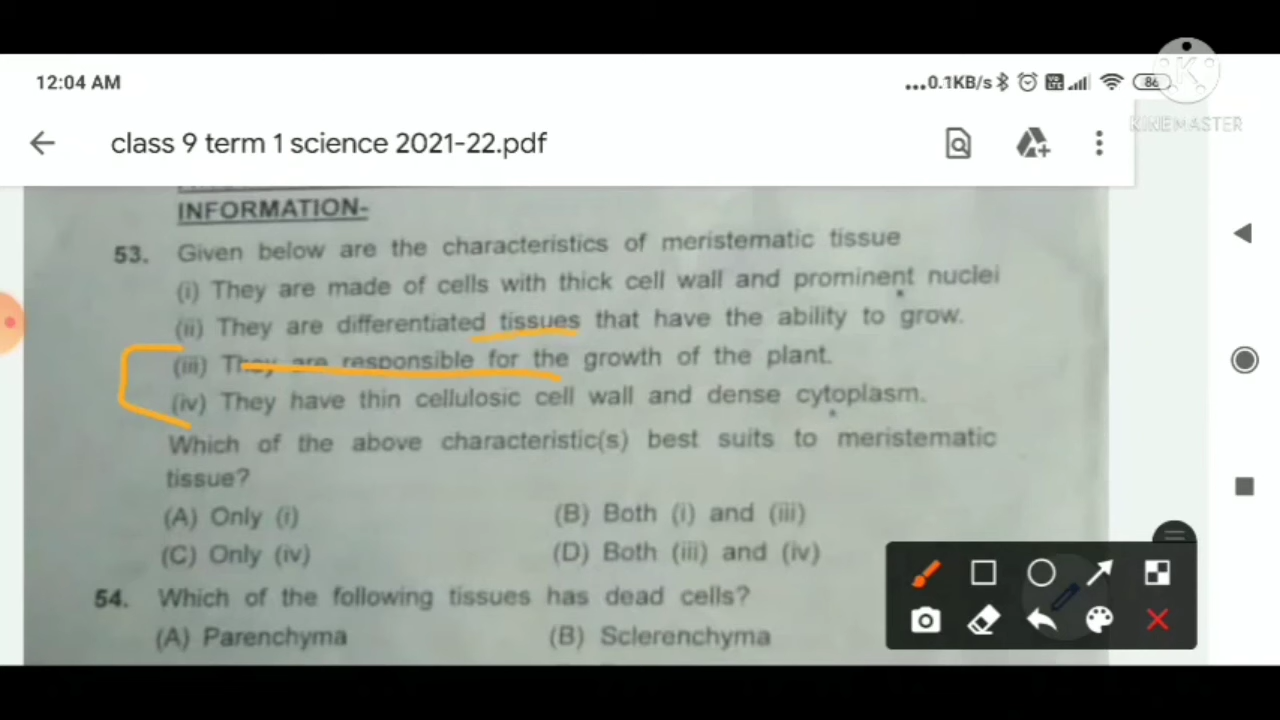 12:04 AM
...0.1KB/s 86
KINEMASTER
class 9 term 1 science 2021-22.pdf
INFORMATION-
53. Given below are the characteristics of meristematic tissue
(i) They are made of cells with thick cell wall and prominent nuclei
(ii) They are differentiated tissues that have the ability to grow.
(iii) They are responsible for the growth of the plant.
(iv) They have thin cellulosic cell wall and dense cytoplasm.
Which of the above characteristic(s) best suits to meristematic
tissue?
(A) Only (i) (B) Both (i) and (iii)
(C) Only (iv) (D) Both (iii) and (iv)
54. Which of the following tissues has dead cells?
(A) Parenchyma (B) Sclerenchyma